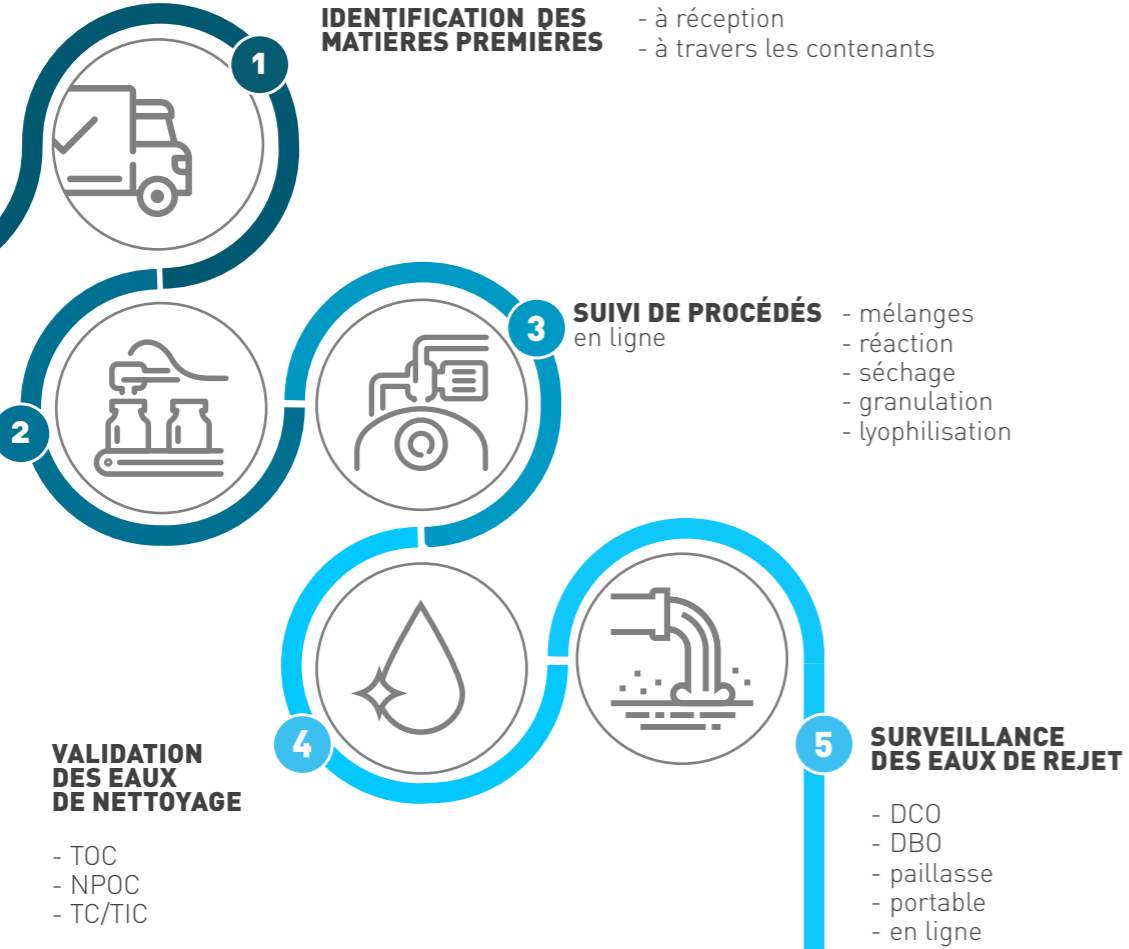 1
IDENTIFICATION DES
MATIÈRES PREMIÈRES
- à réception
- à travers les contenants
2
3
SUIVI DE PROCÉDÉS
en ligne
- mélanges
- réaction
- séchage
- granulation
- lyophilisation
4
VALIDATION
DES EAUX
DE NETTOYAGE
- TOC
- NPOC
- TC/TIC
5
SURVEILLANCE
DES EAUX DE REJET
- DCO
- DBO
- paillasse
- portable
- en ligne